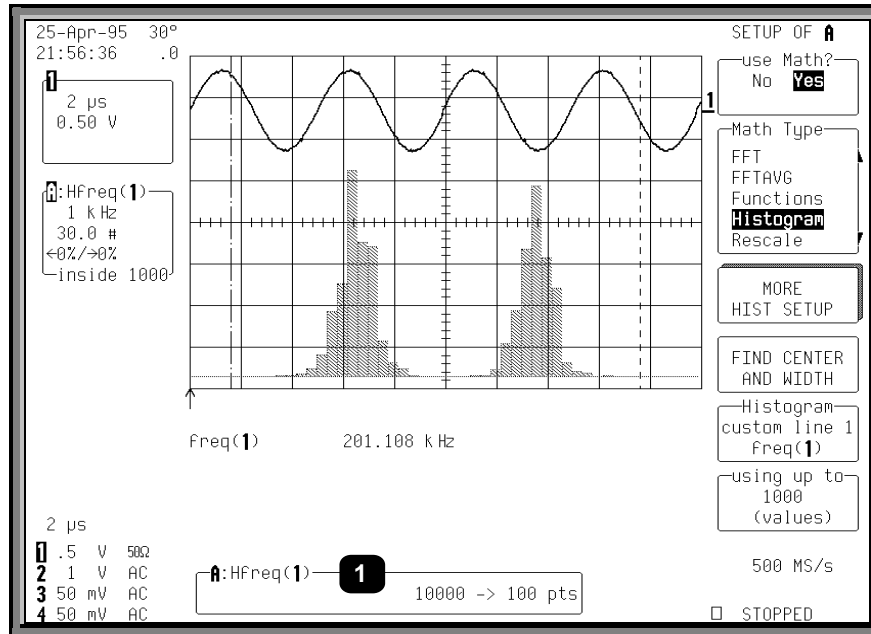 25-Apr-95 30°
21:56:36 .0
1
2 µs
0.50 V
A:Hfreq(1)
1 kHz
30.0 #
←0%/→0%
inside 1000
1
freq(1) 201.108 kHz
2 µs
1 .5 V 50Ω
2 1 V AC
3 50 mV AC
4 50 mV AC
A:Hfreq(1) 1
10000 -> 100 pts
SETUP OF A
use Math?
No Yes
Math Type
FFT
FFTAVG
Functions
Histogram
Rescale
MORE
HIST SETUP
FIND CENTER
AND WIDTH
Histogram
custom line 1
freq(1)
using up to
1000
(values)
500 MS/s
STOPPED